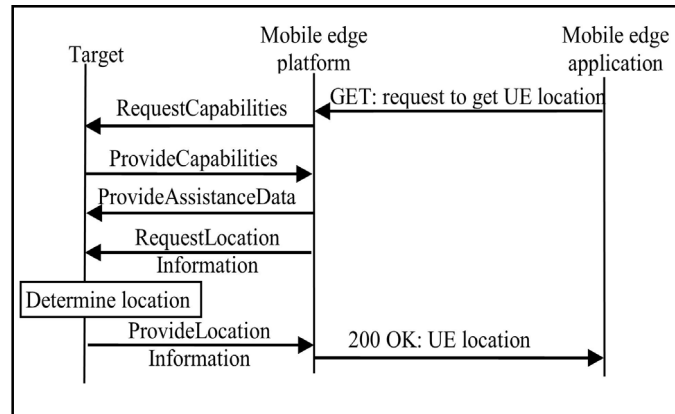 Target
Mobile edge
platform
Mobile edge
application
GET: request to get UE location
RequestCapabilities
ProvideCapabilities
ProvideAssistanceData
RequestLocation
Information
Determine location
ProvideLocation
Information
200 OK: UE location